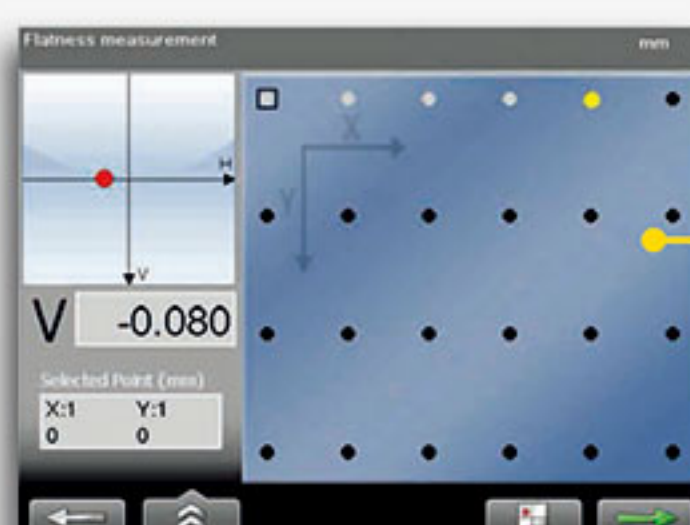 Flatness measurement
mm
H
V
V -0.080
Selected Point (mm)
X:1 Y:1
0 0
X
Y